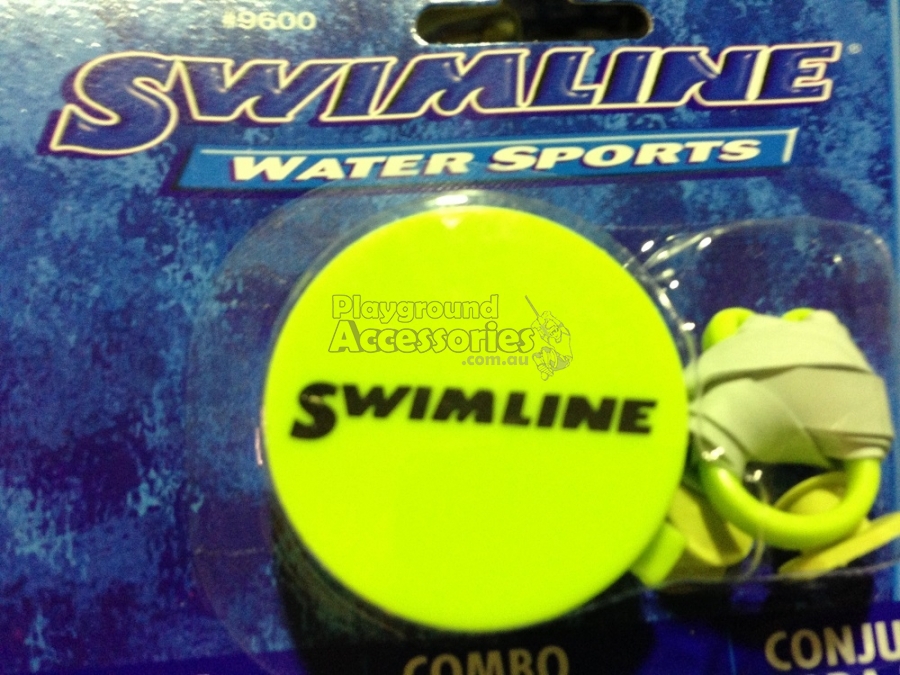 #9600
SWIMLINE®
WATER SPORTS
Playground
Accessories
.com.au
SWIMLINE
COMBO
CONJU